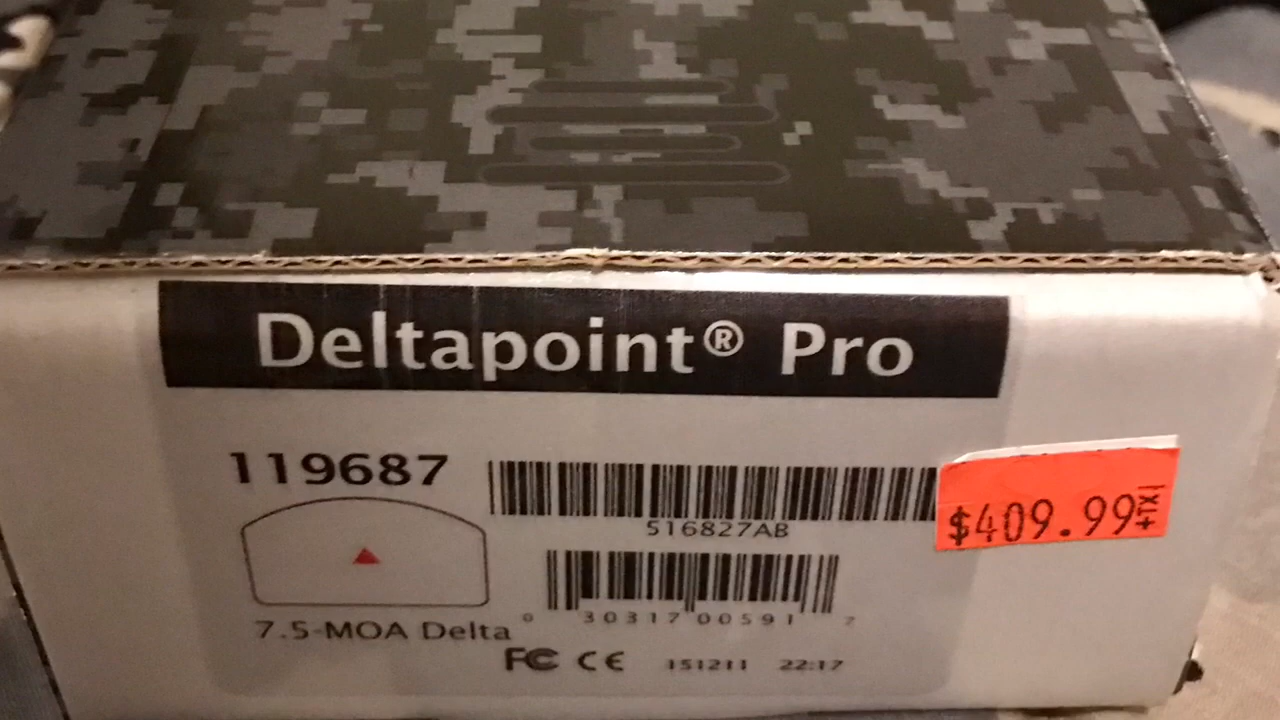 Deltapoint® Pro
119687
516827AB
$409.99+TX
0 30317 00591 7
7.5-MOA Delta
FC CE 151211 22:17